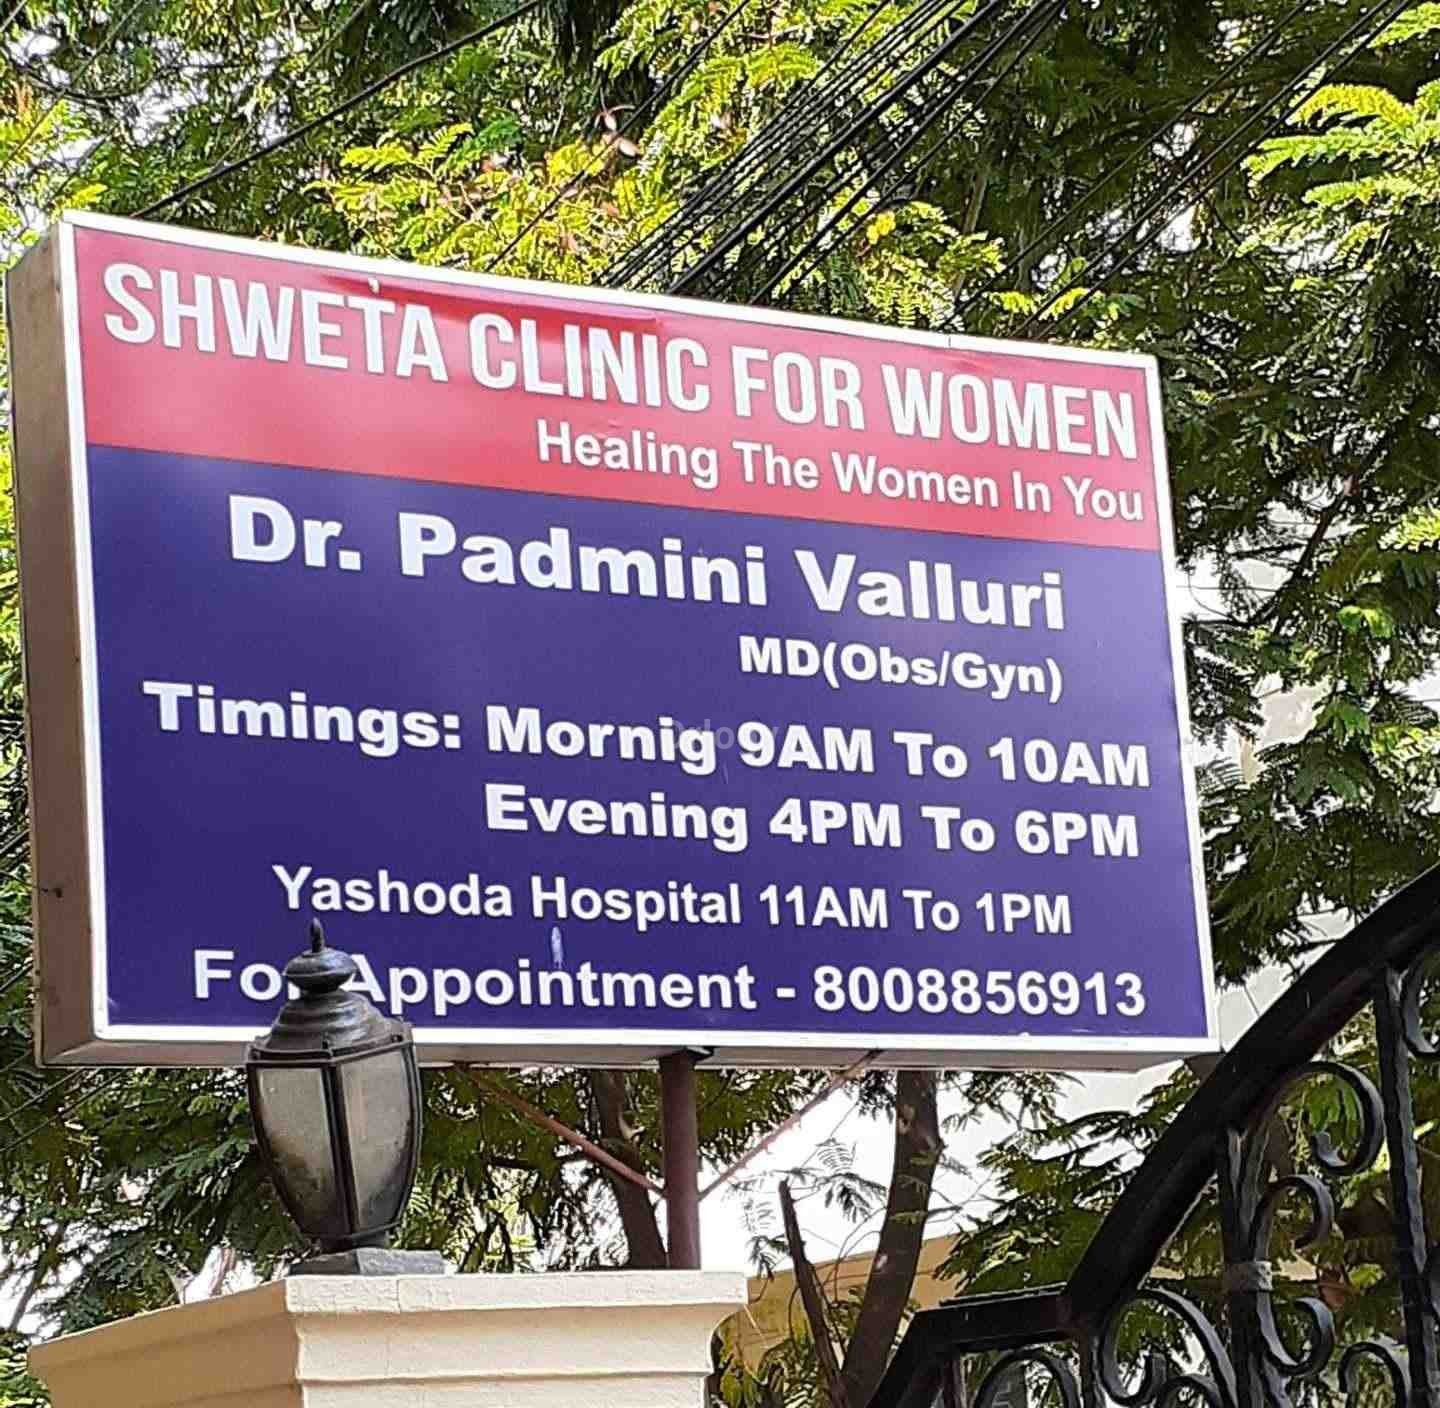 SHWETA CLINIC FOR WOMEN
Healing The Women In You
Dr. Padmini Valluri
MD(Obs/Gyn)
Timings: Mornig 9AM To 10AM
Evening 4PM To 6PM
Yashoda Hospital 11AM To 1PM
For Appointment - 8008856913